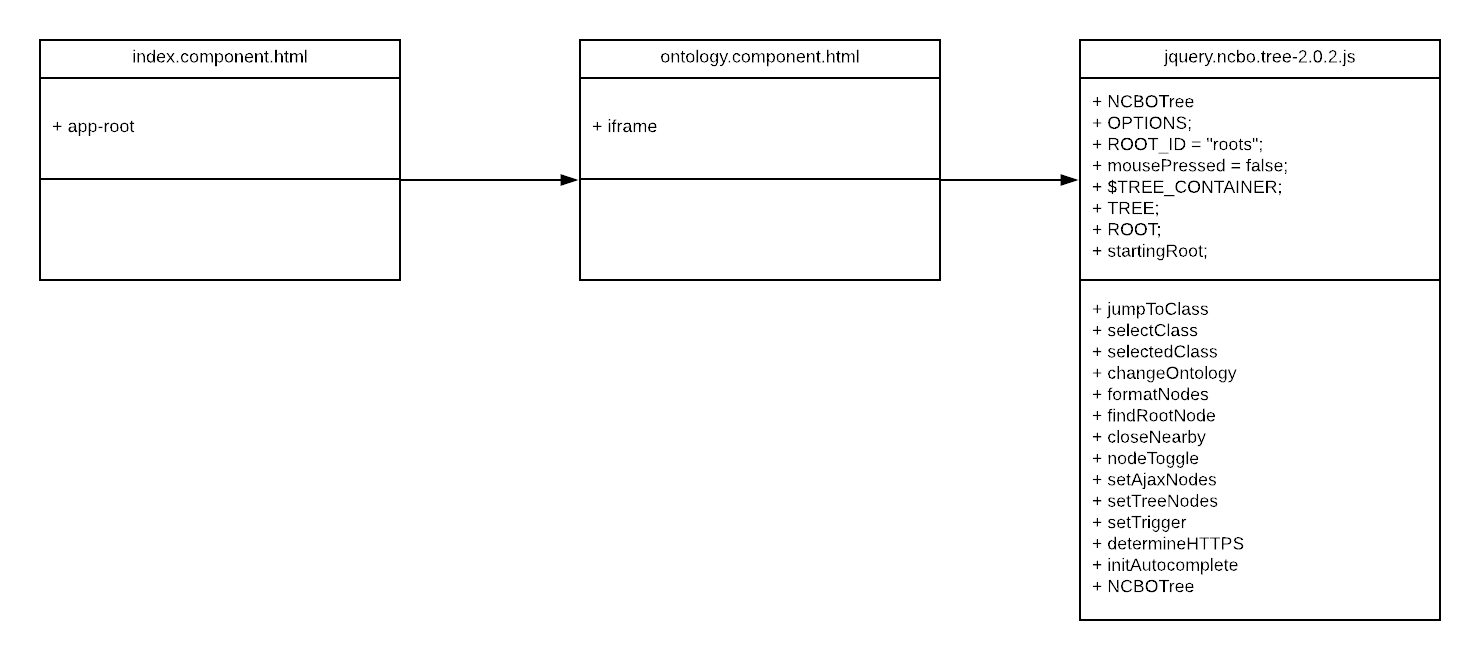 index.component.html
+ app-root
ontology.component.html
+ iframe
jquery.ncbo.tree-2.0.2.js
+ NCBOTree
+ OPTIONS;
+ ROOT_ID = "roots";
+ mousePressed = false;
+ $TREE_CONTAINER;
+ TREE;
+ ROOT;
+ startingRoot;
+ jumpToClass
+ selectClass
+ selectedClass
+ changeOntology
+ formatNodes
+ findRootNode
+ closeNearby
+ nodeToggle
+ setAjaxNodes
+ setTreeNodes
+ setTrigger
+ determineHTTPS
+ initAutocomplete
+ NCBOTree